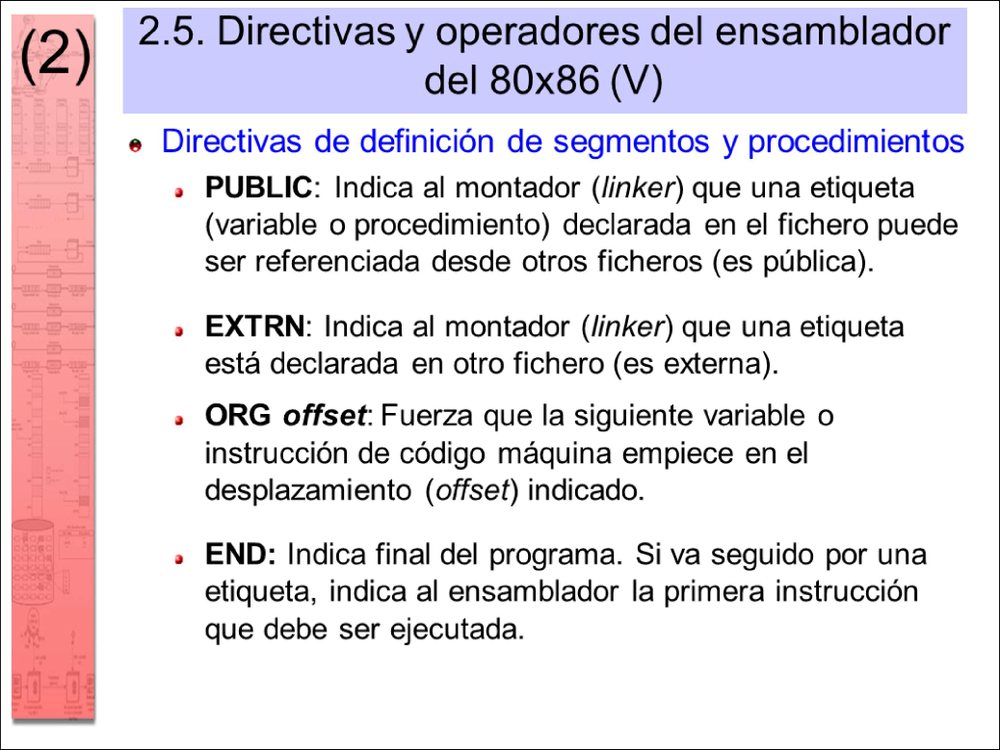 (2)
2.5. Directivas y operadores del ensamblador
del 80x86 (V)
Directivas de definición de segmentos y procedimientos
PUBLIC: Indica al montador (linker) que una etiqueta
(variable o procedimiento) declarada en el fichero puede
ser referenciada desde otros ficheros (es pública).
EXTRN: Indica al montador (linker) que una etiqueta
está declarada en otro fichero (es externa).
ORG offset: Fuerza que la siguiente variable o
instrucción de código máquina empiece en el
desplazamiento (offset) indicado.
END: Indica final del programa. Si va seguido por una
etiqueta, indica al ensamblador la primera instrucción
que debe ser ejecutada.